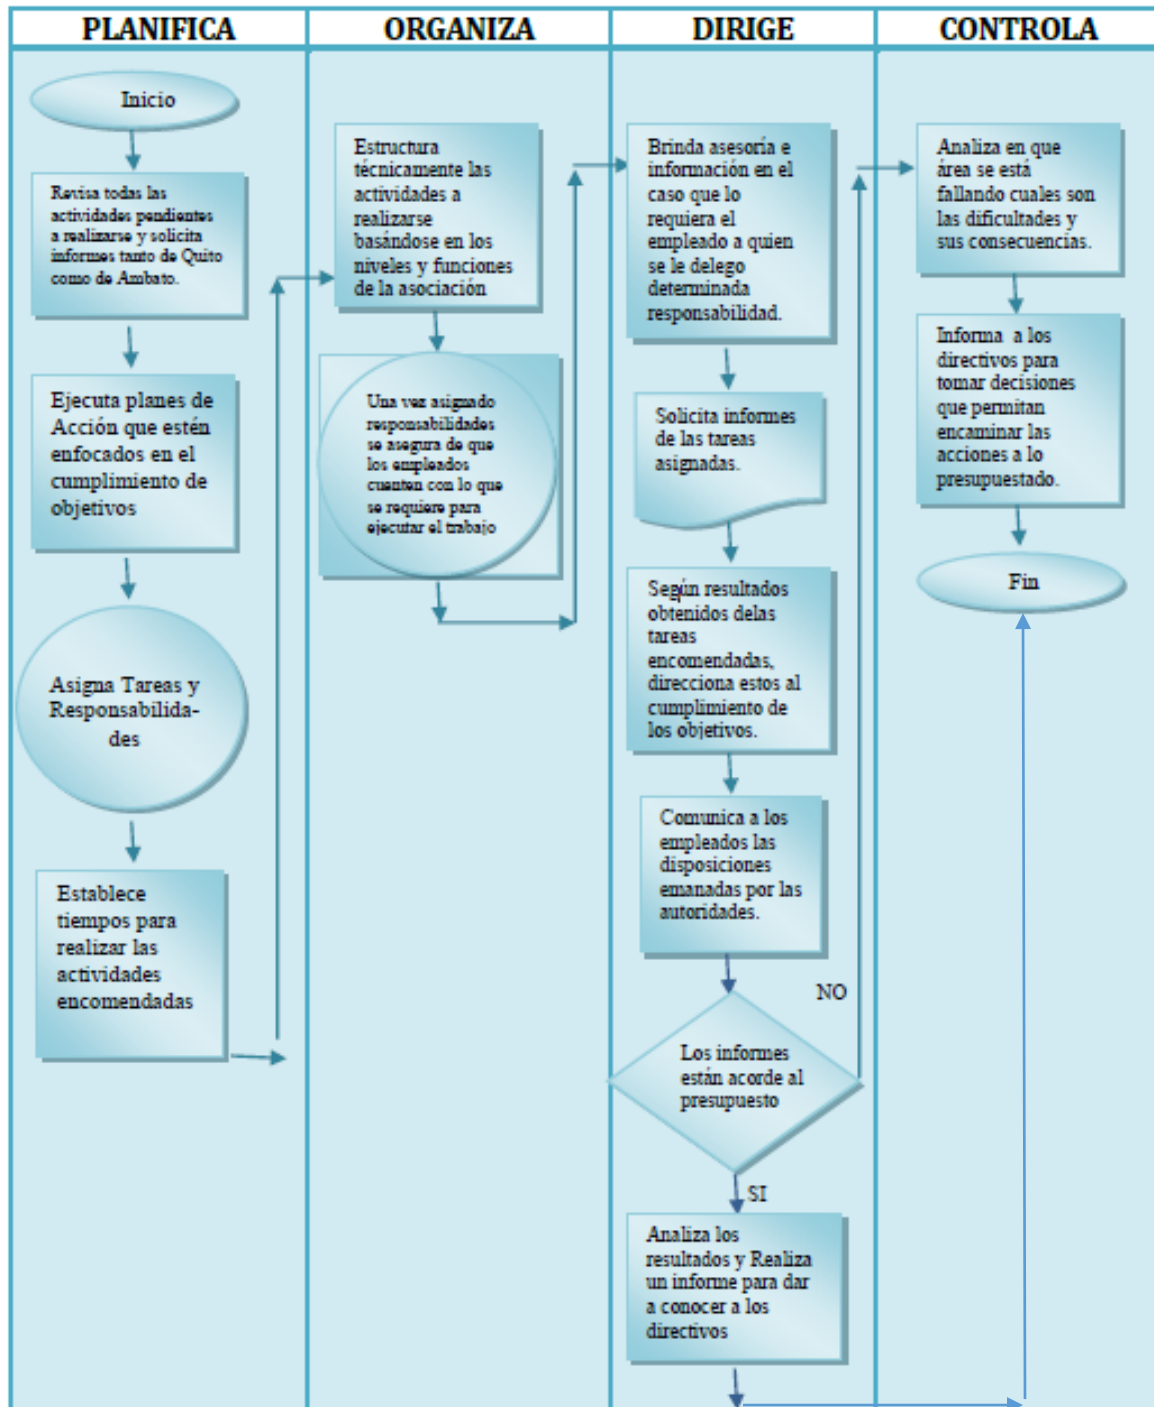 PLANIFICA
ORGANIZA
DIRIGE
CONTROLA
Inicio
Revisa todas las
actividades pendientes
a realizarse y solicita
informes tanto de Quito
como de Ambato.
Ejecuta planes de
Acción que estén
enfocados en el
cumplimiento de
objetivos
Asigna Tareas y
Responsabilida-
des
Establece
tiempos para
realizar las
actividades
encomendadas
Estructura
técnicamente las
actividades a
realizarse
basándose en los
niveles y funciones
de la asociación
Una vez asignado
responsabilidades
se asegura de que
los empleados
cuenten con lo que
se requiere para
ejecutar el trabajo
Brinda asesoría e
información en el
caso que lo
requiera el
empleado a quien
se le delego
determinada
responsabilidad.
Solicita informes
de las tareas
asignadas.
Según resultados
obtenidos delas
tareas
encomendadas,
direcciona estos al
cumplimiento de
los objetivos.
Comunica a los
empleados las
disposiciones
emanadas por las
autoridades.
NO
Los informes
están acorde al
presupuesto
SI
Analiza los
resultados y Realiza
un informe para dar
a conocer a los
directivos
Analiza en que
área se está
fallando cuales son
las dificultades y
sus consecuencias.
Informa a los
directivos para
tomar decisiones
que permitan
encaminar las
acciones a lo
presupuestado.
Fin